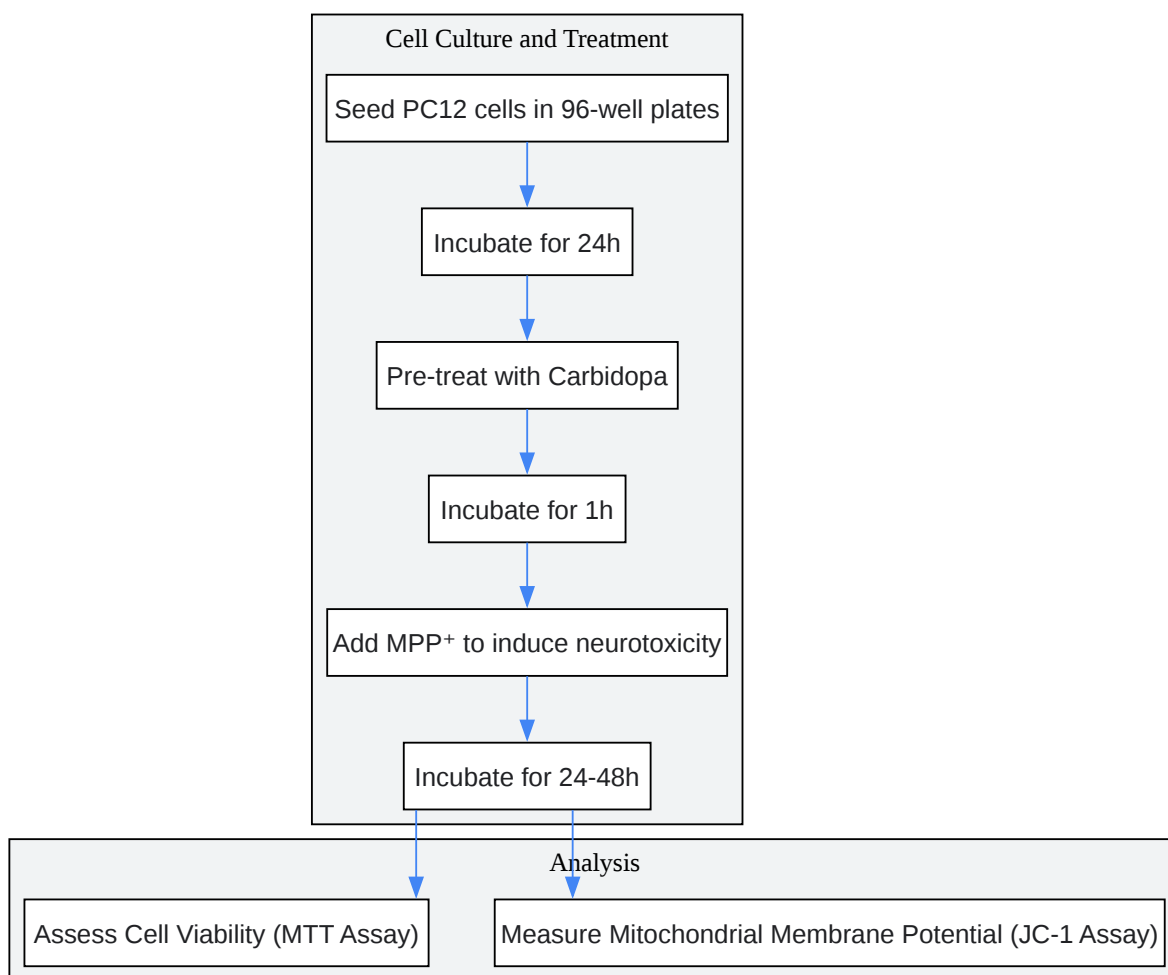 Cell Culture and Treatment
Seed PC12 cells in 96-well plates
Incubate for 24h
Pre-treat with Carbidopa
Incubate for 1h
Add MPP⁺ to induce neurotoxicity
Incubate for 24-48h
Analysis
Assess Cell Viability (MTT Assay)
Measure Mitochondrial Membrane Potential (JC-1 Assay)